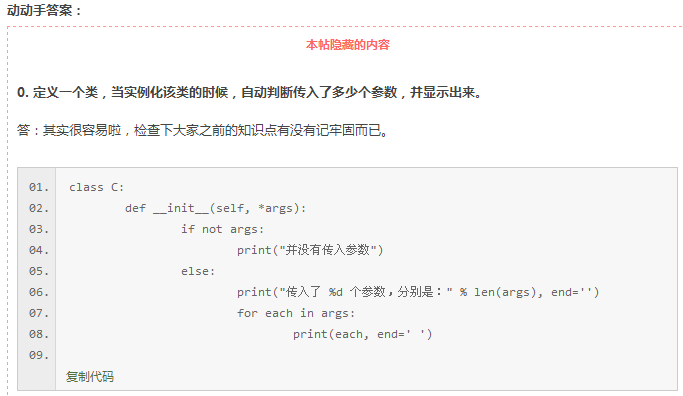 动动手答案：
本帖隐藏的内容
0. 定义一个类，当实例化该类的时候，自动判断传入了多少个参数，并显示出来。
答：其实很容易啦，检查下大家之前的知识点有没有记牢固而已。
01. class C:
02. def __init__(self, *args):
03. if not args:
04. print("并没有传入参数")
05. else:
06. print("传入了 %d 个参数，分别是：" % len(args), end='')
07. for each in args:
08. print(each, end=' ')
09.
复制代码